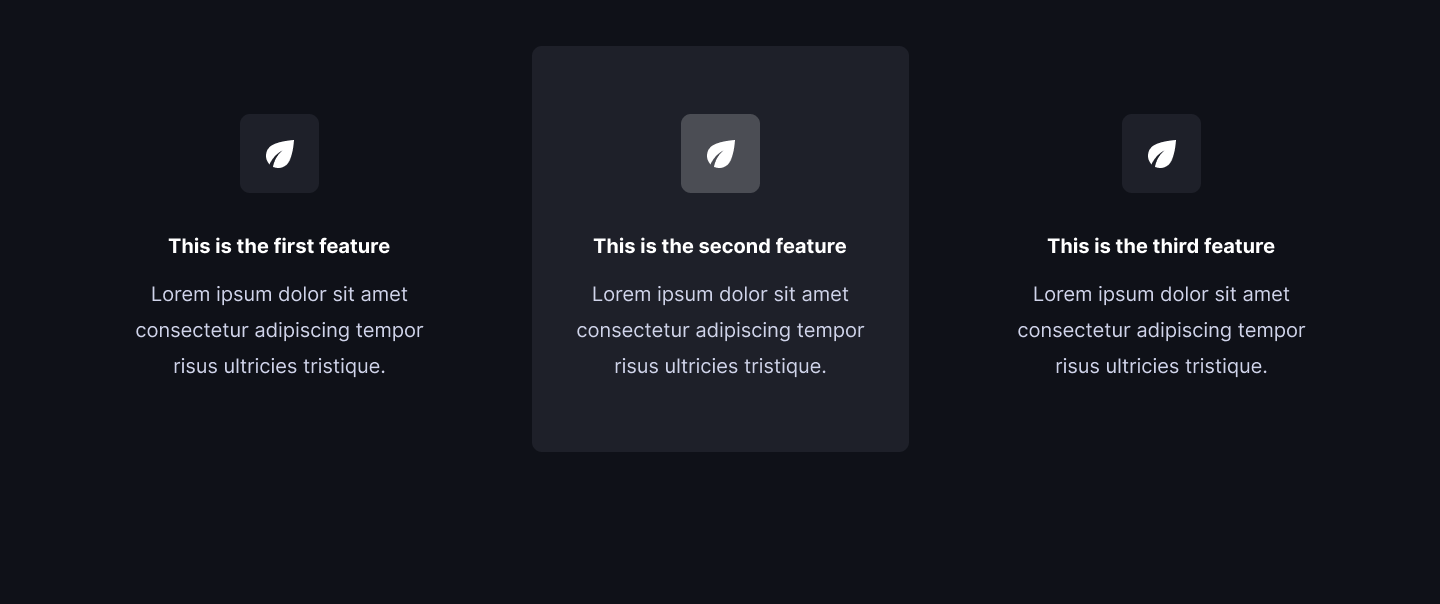 This is the first feature
Lorem ipsum dolor sit amet
consectetur adipiscing tempor
risus ultricies tristique.
This is the second feature
Lorem ipsum dolor sit amet
consectetur adipiscing tempor
risus ultricies tristique.
This is the third feature
Lorem ipsum dolor sit amet
consectetur adipiscing tempor
risus ultricies tristique.